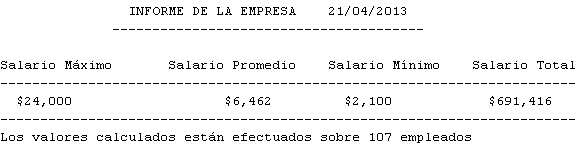 INFORME DE LA EMPRESA    21/04/2013
---------------------------------------
Salario Máximo       Salario Promedio    Salario Mínimo    Salario Total
------------------------------------------------------------------------
  $24,000                   $6,462         $2,100            $691,416
------------------------------------------------------------------------
Los valores calculados están efectuados sobre 107 empleados